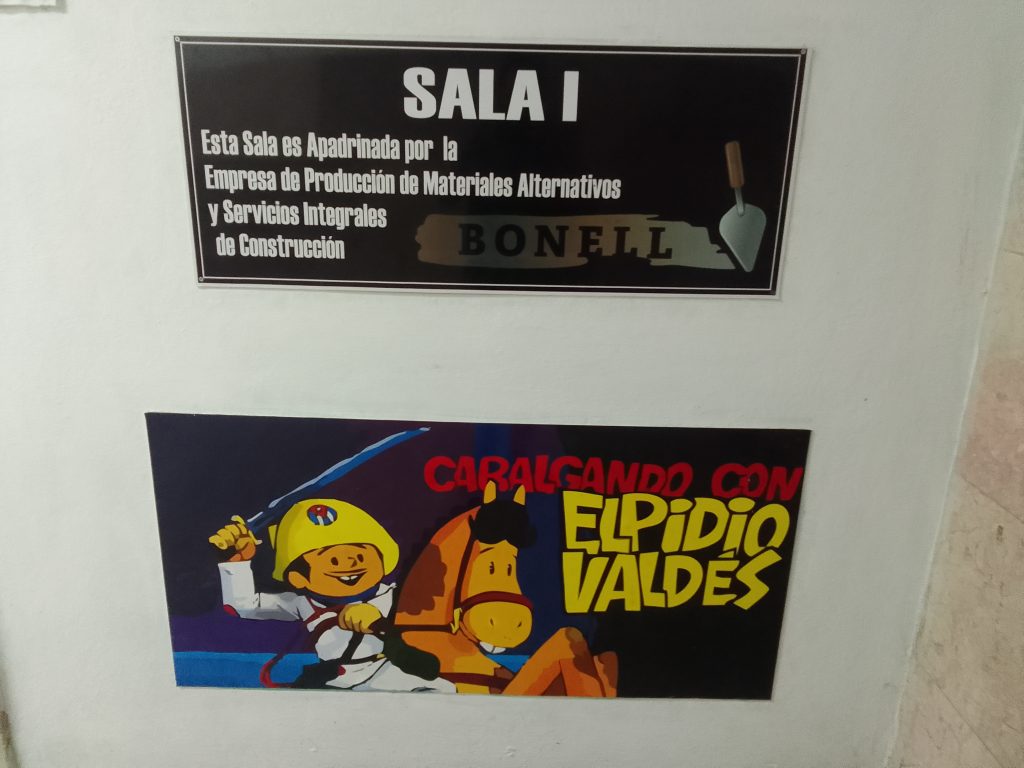 SALA I
Esta Sala es Apadrinada por la
Empresa de Producción de Materiales Alternativos
y Servicios Integrales
de Construcción
BONELL
CABALGANDO CON
ELPiDiO
VALDÉS